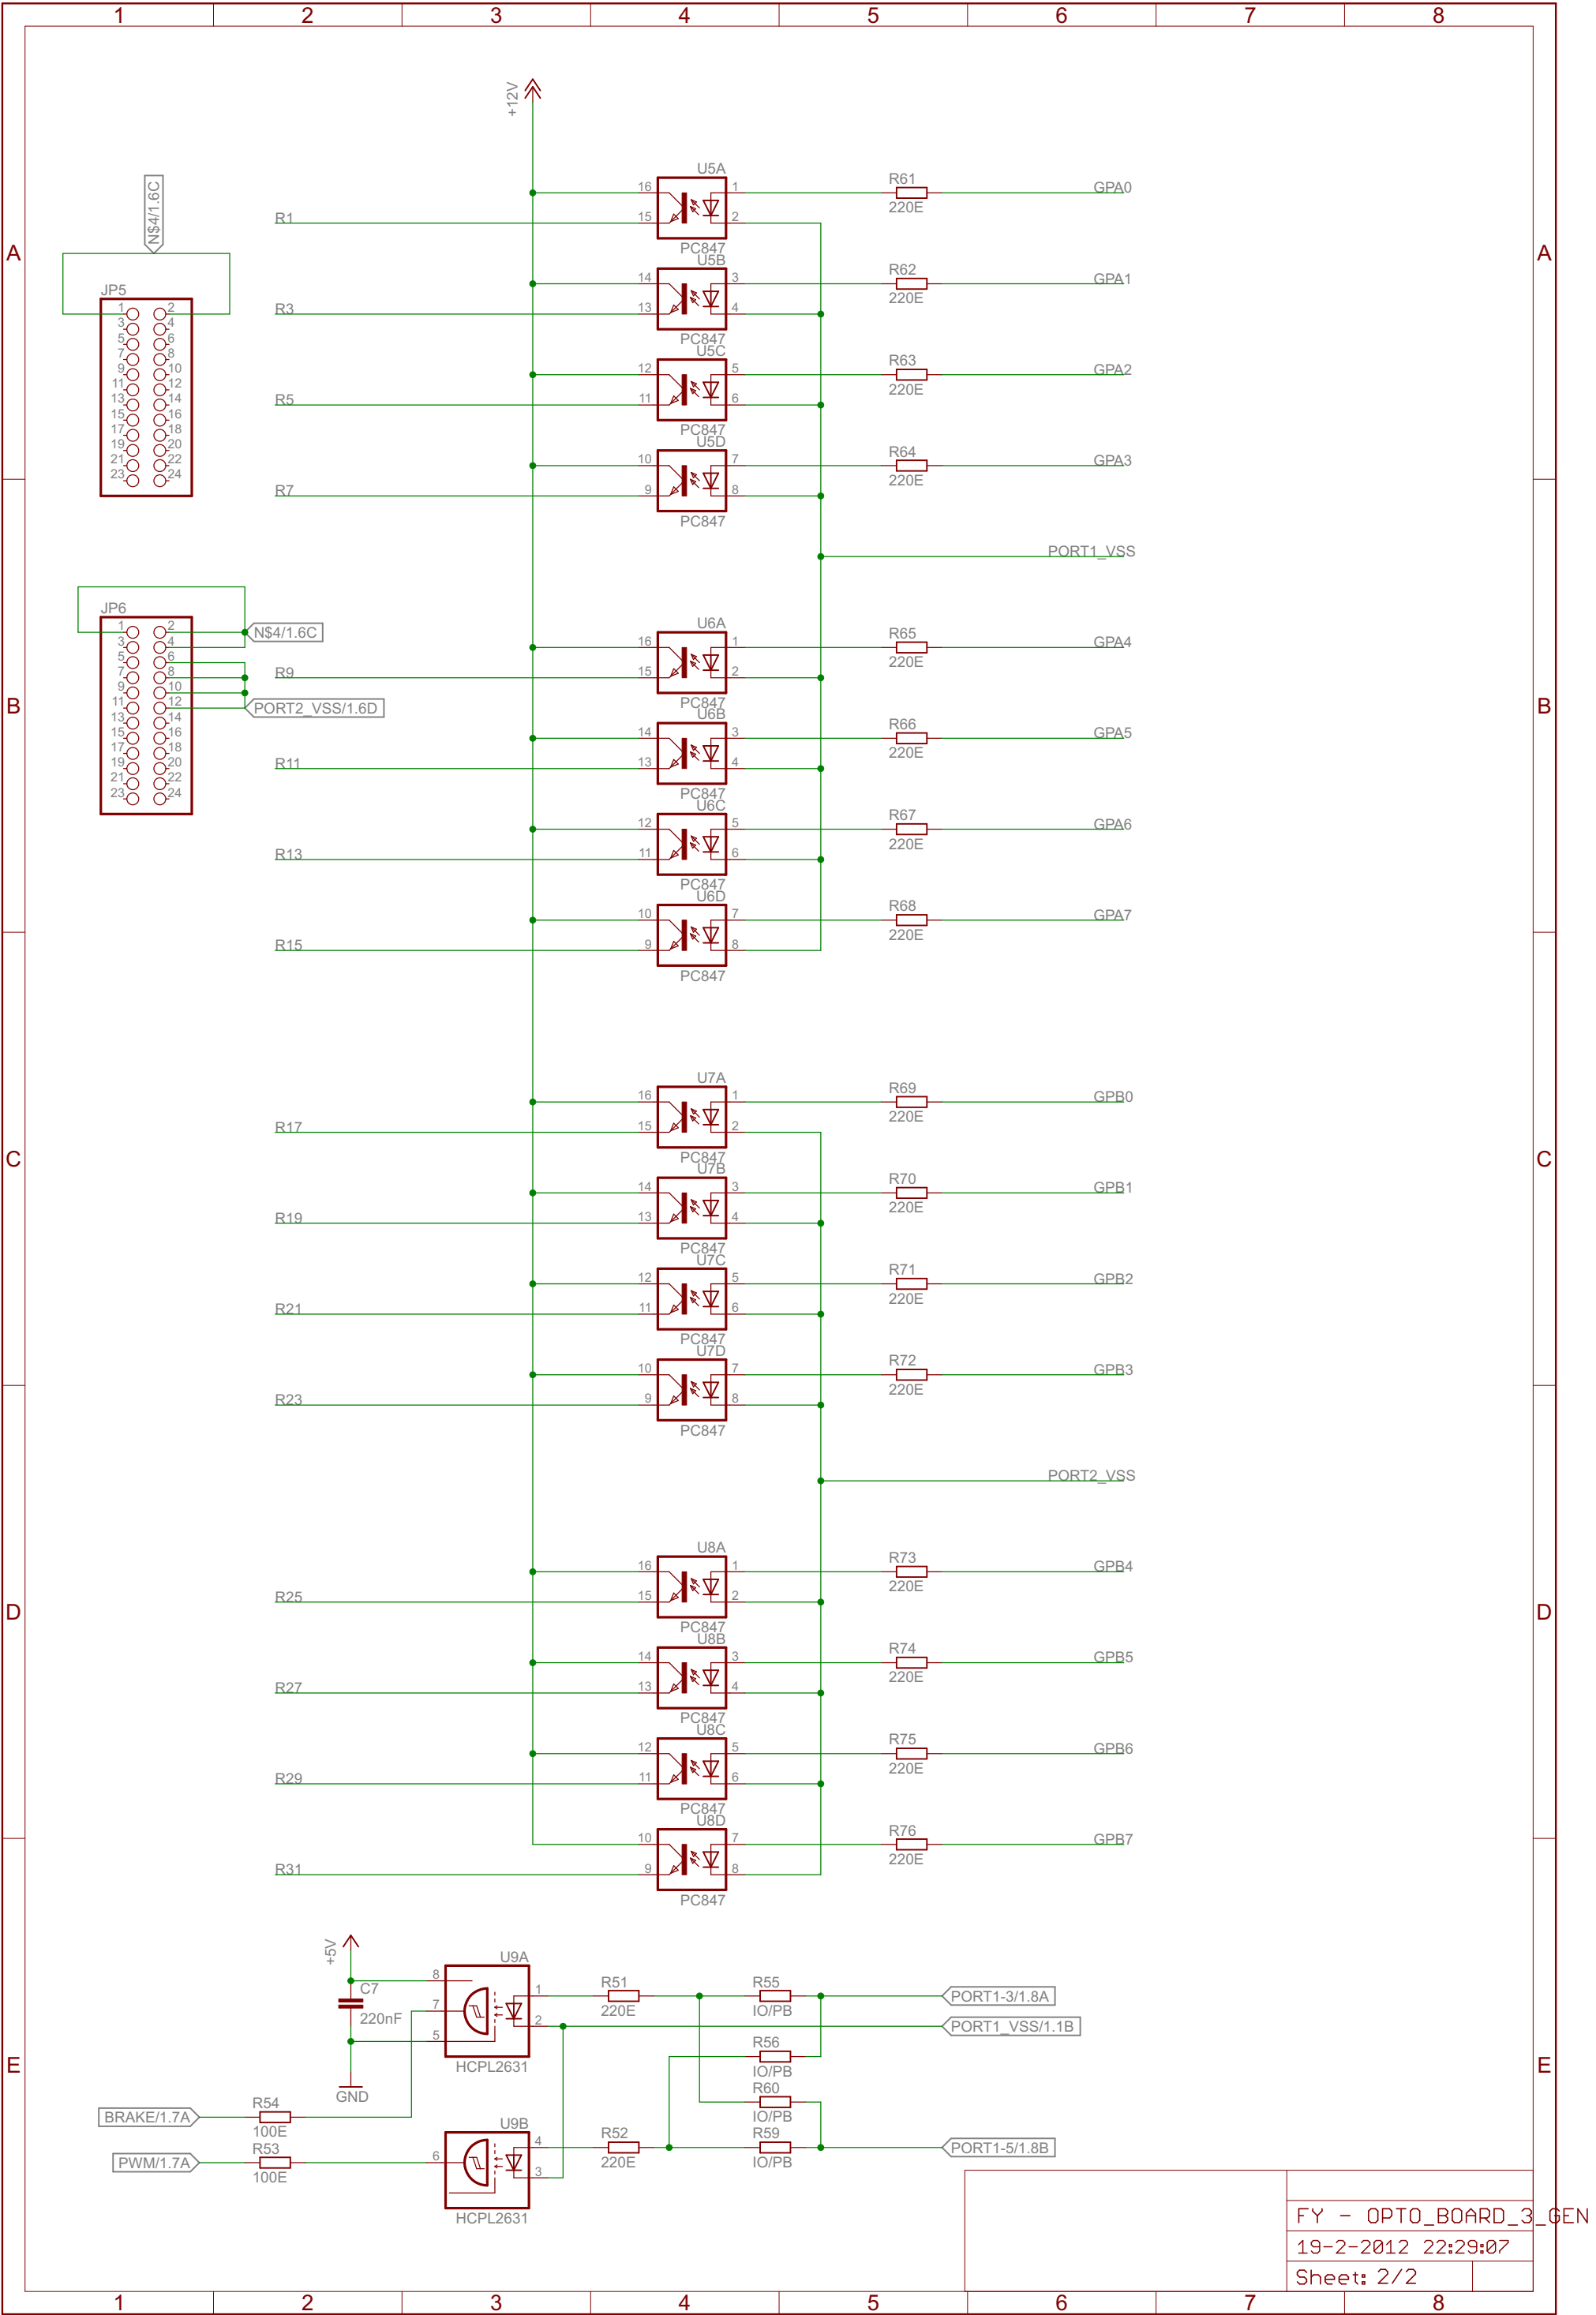 1 2 3 4 5 6 7 8
+12V
N$4/1.6C
A A
JP5
1 2
3 4
5 6
7 8
9 10
11 12
13 14
15 16
17 18
19 20
21 22
23 24
U5A
R1 16 15 1 2 R61 220E GPA0
PC847
U5B
R3 14 13 3 4 R62 220E GPA1
PC847
U5C
R5 12 11 5 6 R63 220E GPA2
PC847
U5D
R7 10 9 7 8 R64 220E GPA3
PC847
PORT1_VSS
JP6
1 2
3 4
5 6
7 8
9 10
11 12
13 14
15 16
17 18
19 20
21 22
23 24
N$4/1.6C
PORT2_VSS/1.6D
B B
U6A
R9 16 15 1 2 R65 220E GPA4
PC847
U6B
R11 14 13 3 4 R66 220E GPA5
PC847
U6C
R13 12 11 5 6 R67 220E GPA6
PC847
U6D
R15 10 9 7 8 R68 220E GPA7
PC847
C C
U7A
R17 16 15 1 2 R69 220E GPB0
PC847
U7B
R19 14 13 3 4 R70 220E GPB1
PC847
U7C
R21 12 11 5 6 R71 220E GPB2
PC847
U7D
R23 10 9 7 8 R72 220E GPB3
PC847
PORT2_VSS
D D
U8A
R25 16 15 1 2 R73 220E GPB4
PC847
U8B
R27 14 13 3 4 R74 220E GPB5
PC847
U8C
R29 12 11 5 6 R75 220E GPB6
PC847
U8D
R31 10 9 7 8 R76 220E GPB7
PC847
+5V
C7
220nF
GND
U9A
8 7 5 1 2
HCPL2631
R51
220E
R55
IO/PB
PORT1-3/1.8A
PORT1_VSS/1.1B
R56
IO/PB
R60
IO/PB
E E
BRAKE/1.7A
R54
100E
PWM/1.7A
R53
100E
U9B
6 4 3
HCPL2631
R52
220E
R59
IO/PB
PORT1-5/1.8B
FY - OPTO_BOARD_3_GEN
19-2-2012 22:29:07
Sheet: 2/2
1 2 3 4 5 6 7 8